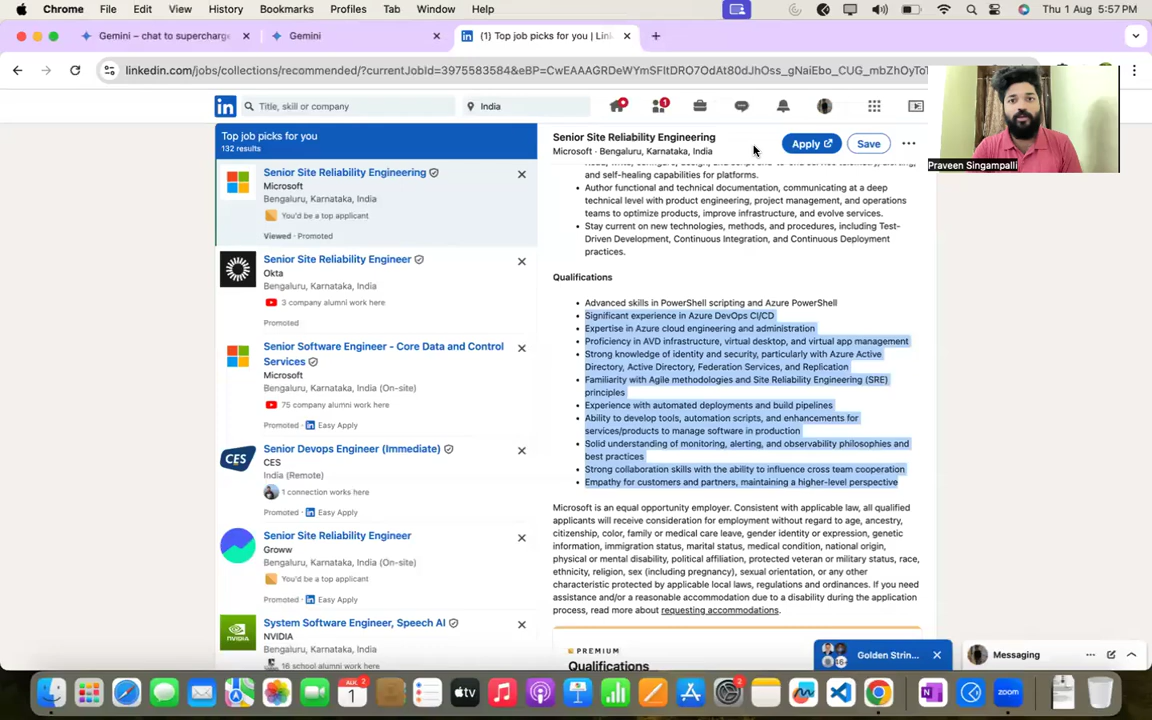 Chrome File Edit View History Bookmarks Profiles Tab Window Help Thu 1 Aug 5:57 PM
Gemini – chat to supercharge
Gemini
(1) Top job picks for you | Lin
linkedin.com/jobs/collections/recommended/?currentJobId=3975583584&eBP=
Title, skill or company
India
1
Top job picks for you
132 results
Senior Site Reliability Engineering
Microsoft
Bengaluru, Karnataka, India
You'd be a top applicant
Viewed · Promoted
Senior Site Reliability Engineer
Okta
Bengaluru, Karnataka, India
3 company alumni work here
Promoted
Senior Software Engineer - Core Data and Control
Services
Microsoft
Bengaluru, Karnataka, India (On-site)
75 company alumni work here
Promoted · Easy Apply
Senior Devops Engineer (Immediate)
CES
CES
India (Remote)
1 connection works here
Promoted · Easy Apply
Senior Site Reliability Engineer
Groww
Bengaluru, Karnataka, India (On-site)
You'd be a top applicant
Promoted · Easy Apply
System Software Engineer, Speech AI
NVIDIA
NVIDIA
Bengaluru, Karnataka, India
16 school alumni work here
Senior Site Reliability Engineering
Microsoft · Bengaluru, Karnataka, India
Apply
Save
and self-healing capabilities for platforms.
• Author functional and technical documentation, communicating at a deep
technical level with product engineering, project management, and operations
teams to optimize products, improve infrastructure, and evolve services.
• Stay current on new technologies, methods, and procedures, including Test-
Driven Development, Continuous Integration, and Continuous Deployment
practices.
Qualifications
• Advanced skills in PowerShell scripting and Azure PowerShell
• Significant experience in Azure DevOps CI/CD
• Expertise in Azure cloud engineering and administration
• Proficiency in AVD infrastructure, virtual desktop, and virtual app management
• Strong knowledge of identity and security, particularly with Azure Active
Directory, Active Directory, Federation Services, and Replication
• Familiarity with Agile methodologies and Site Reliability Engineering (SRE)
principles
• Experience with automated deployments and build pipelines
• Ability to develop tools, automation scripts, and enhancements for
services/products to manage software in production
• Solid understanding of monitoring, alerting, and observability philosophies and
best practices
• Strong collaboration skills with the ability to influence cross team cooperation
• Empathy for customers and partners, maintaining a higher-level perspective
Microsoft is an equal opportunity employer. Consistent with applicable law, all qualified
applicants will receive consideration for employment without regard to age, ancestry,
citizenship, color, family or medical care leave, gender identity or expression, genetic
information, immigration status, marital status, medical condition, national origin,
physical or mental disability, political affiliation, protected veteran or military status, race,
ethnicity, religion, sex (including pregnancy), sexual orientation, or any other
characteristic protected by applicable local laws, regulations and ordinances. If you need
assistance and/or a reasonable accommodation due to a disability during the application
process, read more about requesting accommodations.
PREMIUM
Qualifications
Praveen Singampalli
Golden Strin...
Messaging
AUG 2
1
tv
2
zoom